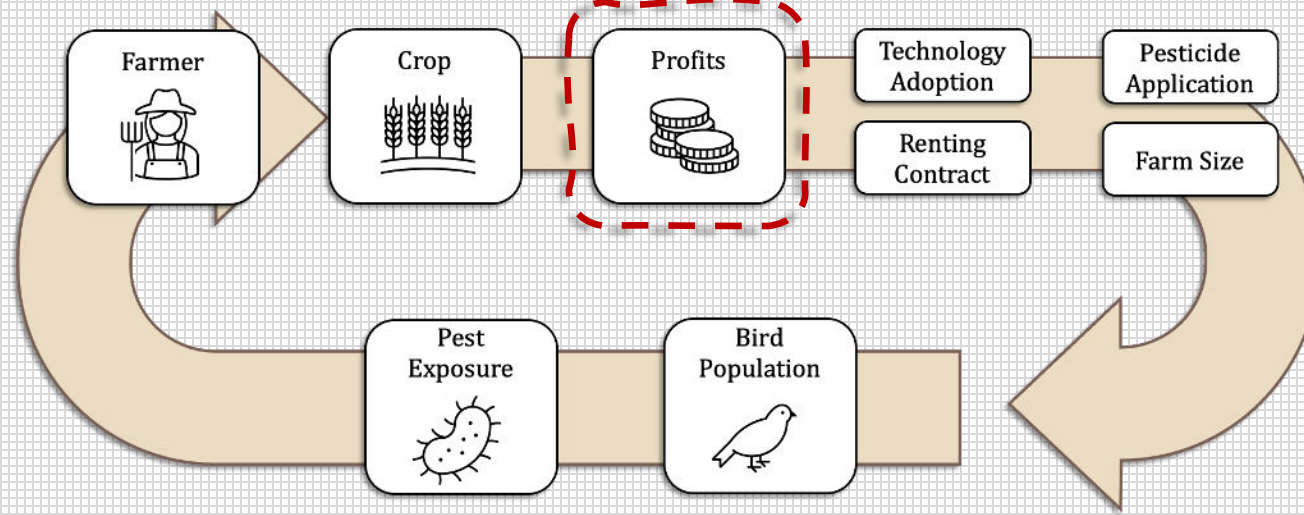 Farmer
Crop
Profits
Technology
Adoption
Pesticide
Application
Renting
Contract
Farm Size
Pest
Exposure
Bird
Population